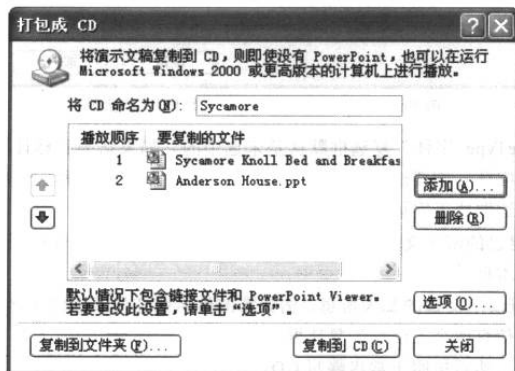 打包成 CD
将演示文稿复制到 CD，则即使没有 PowerPoint，也可以在运行
Microsoft Windows 2000 或更高版本的计算机上进行播放。
将 CD 命名为(N)： Sycamore
播放顺序 要复制的文件
1 Sycamore Knoll Bed and Breakfas
2 Anderson House.ppt
添加(A)...
删除(R)
默认情况下包含链接文件和 PowerPoint Viewer。
若要更改此设置，请单击“选项”。
选项(O)...
复制到文件夹(F)... 复制到 CD(C) 关闭